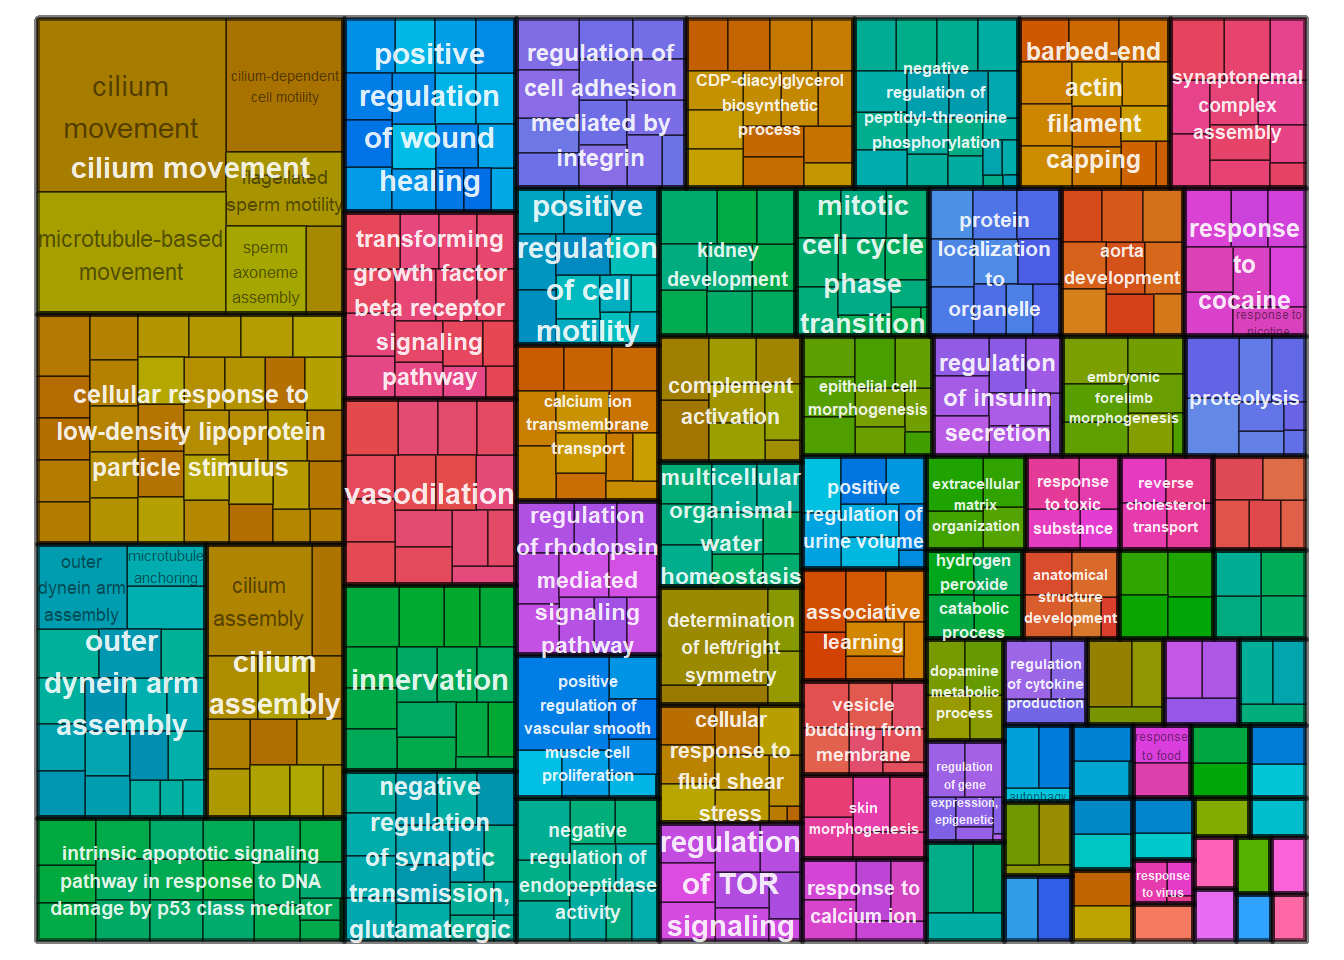 cilium
movement
cilium movement
cilium-dependent
cell motility
flagellated
sperm motility
microtubule-based
movement
sperm
axoneme
assembly
cellular response to
low-density lipoprotein
particle stimulus
outer
dynein arm
assembly
microtubule
anchoring
outer
dynein arm
assembly
cilium
assembly
cilium
assembly
intrinsic apoptotic signaling
pathway in response to DNA
damage by p53 class mediator
positive
regulation
of wound
healing
transforming
growth factor
beta receptor
signaling
pathway
vasodilation
innervation
negative
regulation
of synaptic
transmission,
glutamatergic
regulation of
cell adhesion
mediated by
integrin
CDP-diacylglycerol
biosynthetic
process
negative
regulation of
peptidyl-threonine
phosphorylation
barbed-end
actin
filament
capping
synaptonemal
complex
assembly
positive
regulation
of cell
motility
kidney
development
mitotic
cell cycle
phase
transition
protein
localization
to
organelle
aorta
development
response
to
cocaine
response to
nicotine
calcium ion
transmembrane
transport
complement
activation
epithelial cell
morphogenesis
regulation
of insulin
secretion
embryonic
forelimb
morphogenesis
proteolysis
regulation
of rhodopsin
mediated
signaling
pathway
multicellular
organismal
water
homeostasis
positive
regulation of
urine volume
extracellular
matrix
organization
response
to toxic
substance
reverse
cholesterol
transport
determination
of left/right
symmetry
associative
learning
hydrogen
peroxide
catabolic
process
anatomical
structure
development
positive
regulation of
vascular smooth
muscle cell
proliferation
cellular
response to
fluid shear
stress
vesicle
budding from
membrane
dopamine
metabolic
process
regulation
of cytokine
production
negative
regulation of
endopeptidase
activity
regulation
of TOR
signaling
skin
morphogenesis
response to
calcium ion
regulation
of gene
expression,
epigenetic
autophagy
response
to food
response
to virus